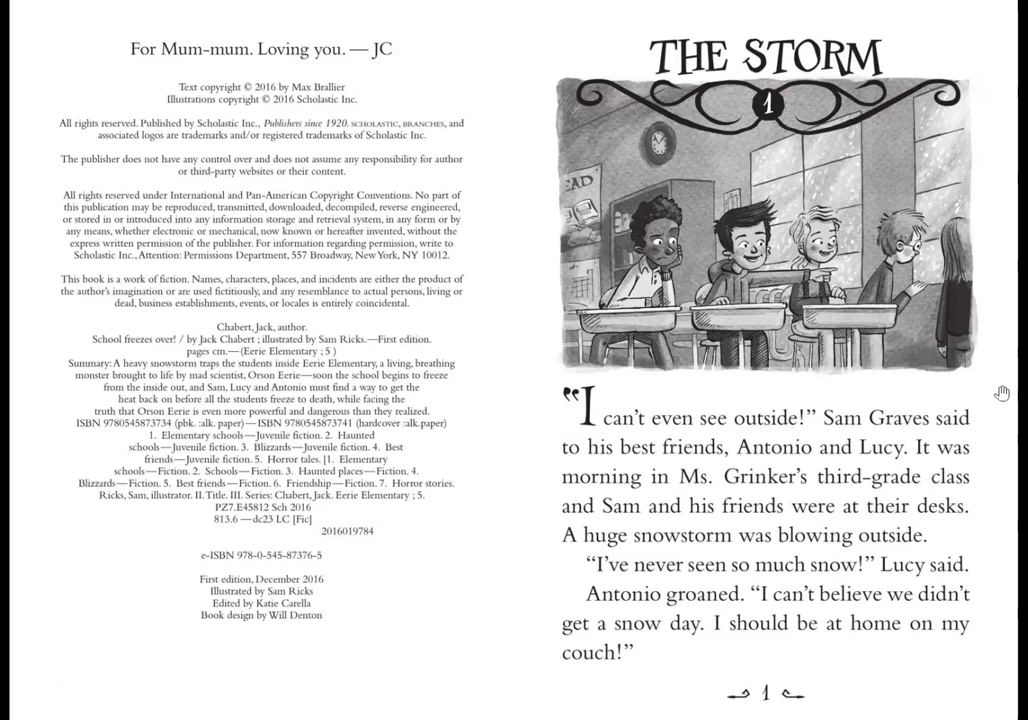 For Mum-mum. Loving you. — JC
Text copyright © 2016 by Max Brallier
Illustrations copyright © 2016 Scholastic Inc.
All rights reserved. Published by Scholastic Inc., Publishers since 1920. SCHOLASTIC, BRANCHES, and
associated logos are trademarks and/or registered trademarks of Scholastic Inc.
The publisher does not have any control over and does not assume any responsibility for author
or third-party websites or their content.
All rights reserved under International and Pan-American Copyright Conventions. No part of
this publication may be reproduced, transmitted, downloaded, decompiled, reverse engineered,
or stored in or introduced into any information storage and retrieval system, in any form or by
any means, whether electronic or mechanical, now known or hereafter invented, without the
express written permission of the publisher. For information regarding permission, write to
Scholastic Inc., Attention: Permissions Department, 557 Broadway, New York, NY 10012.
This book is a work of fiction. Names, characters, places, and incidents are either the product of
the author's imagination or are used fictitiously, and any resemblance to actual persons, living or
dead, business establishments, events, or locales is entirely coincidental.
Chabert, Jack, author.
School freezes over! / by Jack Chabert ; illustrated by Sam Ricks.—First edition.
pages cm.—(Eerie Elementary ; 5 )
Summary: A heavy snowstorm traps the students inside Eerie Elementary, a living, breathing
monster brought to life by mad scientist, Orson Eerie—soon the school begins to freeze
from the inside out, and Sam, Lucy and Antonio must find a way to get the
heat back on before all the students freeze to death, while facing the
truth that Orson Eerie is even more powerful and dangerous than they realized.
ISBN 9780545873734 (pbk. :alk. paper)—ISBN 9780545873741 (hardcover :alk.paper)
1. Elementary schools—Juvenile fiction. 2. Haunted
schools—Juvenile fiction. 3. Blizzards—Juvenile fiction. 4. Best
friends—Juvenile fiction. 5. Horror tales. [1. Elementary
schools—Fiction. 2. Schools—Fiction. 3. Haunted places—Fiction. 4.
Blizzards—Fiction. 5. Best friends—Fiction. 6. Friendship—Fiction. 7. Horror stories.
Ricks, Sam, illustrator. II. Title. III. Series: Chabert, Jack. Eerie Elementary ; 5.
PZ7.E45812 Sch 2016
813.6 —dc23 LC [Fic]
2016019784
e-ISBN 978-0-545-87376-5
First edition, December 2016
Illustrated by Sam Ricks
Edited by Katie Carella
Book design by Will Denton
THE STORM
1
EAD
"I can't even see outside!" Sam Graves said
to his best friends, Antonio and Lucy. It was
morning in Ms. Grinker's third-grade class
and Sam and his friends were at their desks.
A huge snowstorm was blowing outside.
"I've never seen so much snow!" Lucy said.
Antonio groaned. "I can't believe we didn't
get a snow day. I should be at home on my
couch!"
1